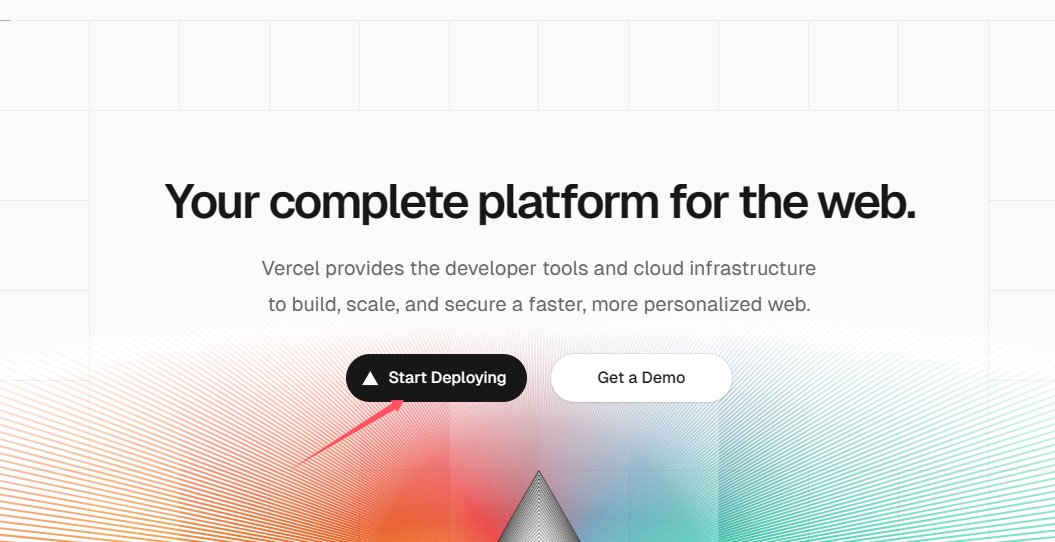 Your complete platform for the web.
Vercel provides the developer tools and cloud infrastructure
to build, scale, and secure a faster, more personalized web.
Start Deploying
Get a Demo